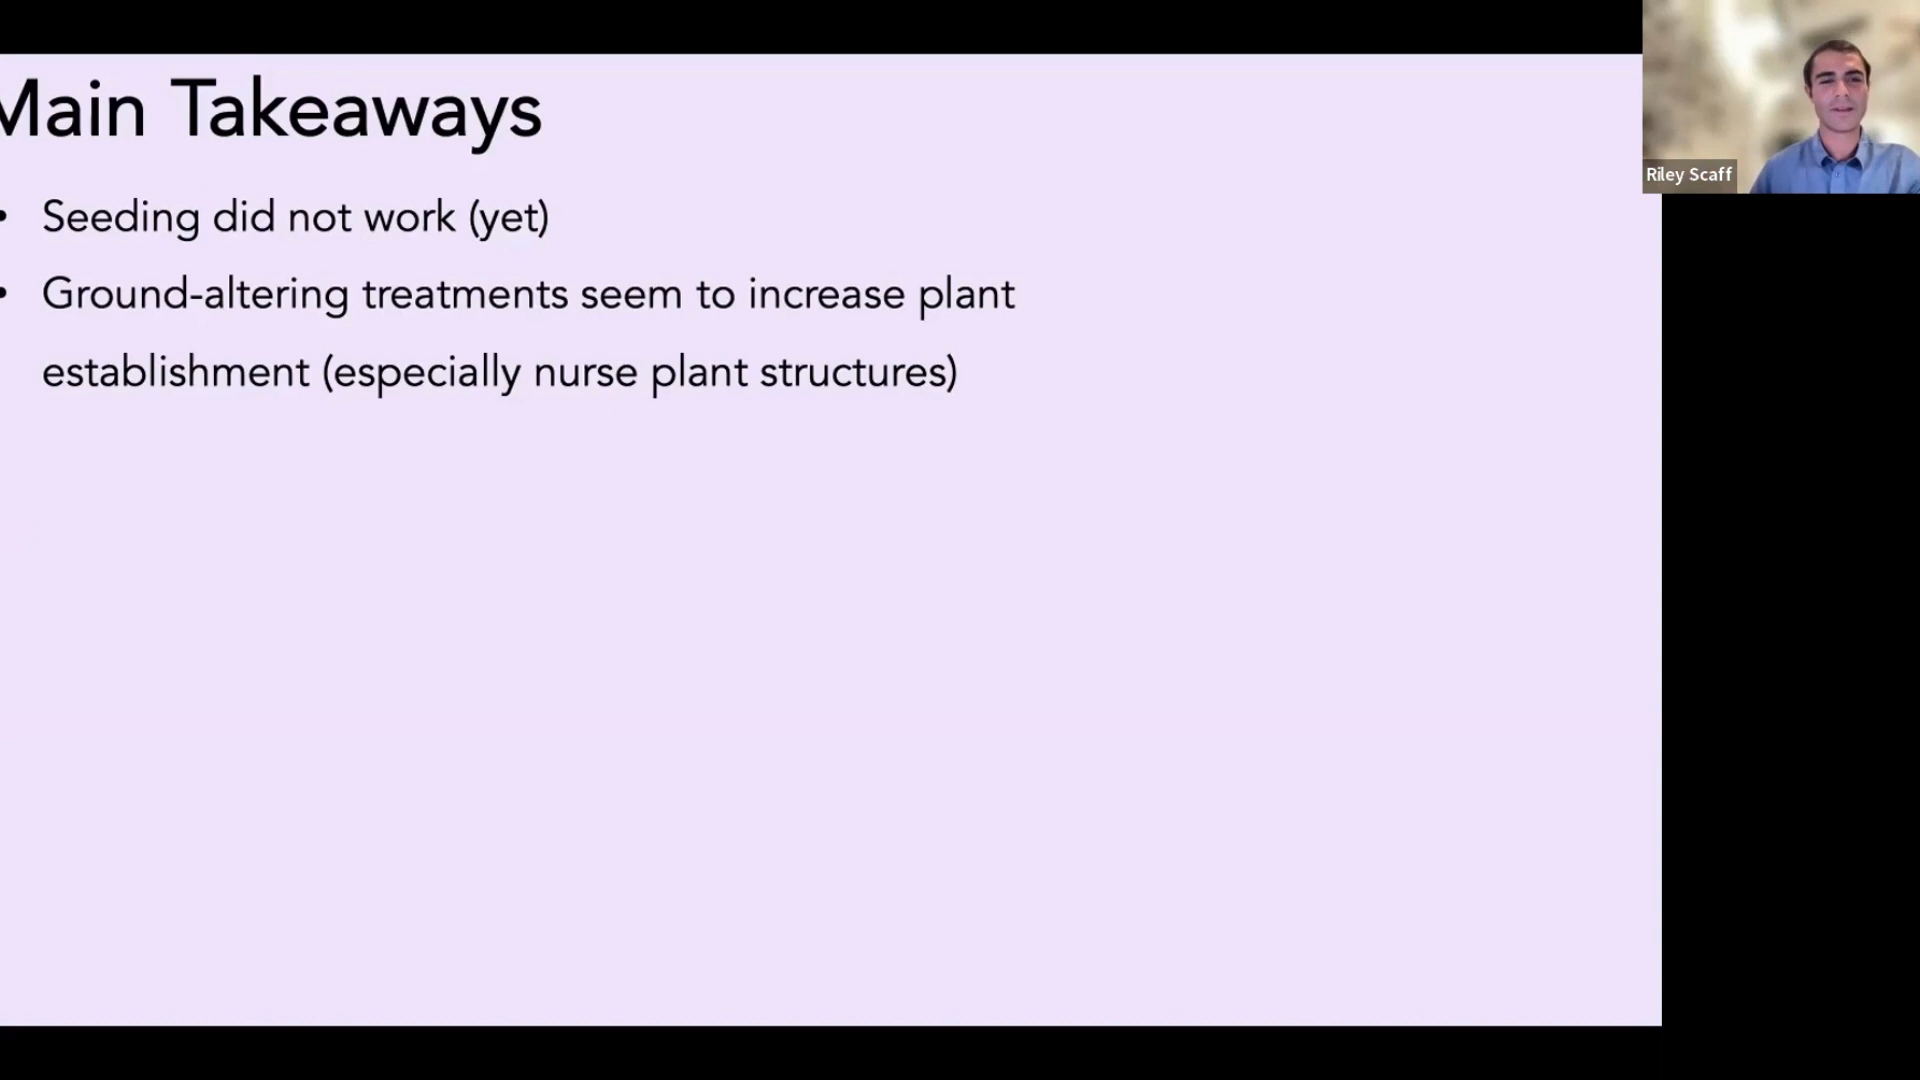 Main Takeaways
• Seeding did not work (yet)
• Ground-altering treatments seem to increase plant
establishment (especially nurse plant structures)
Riley Scaff